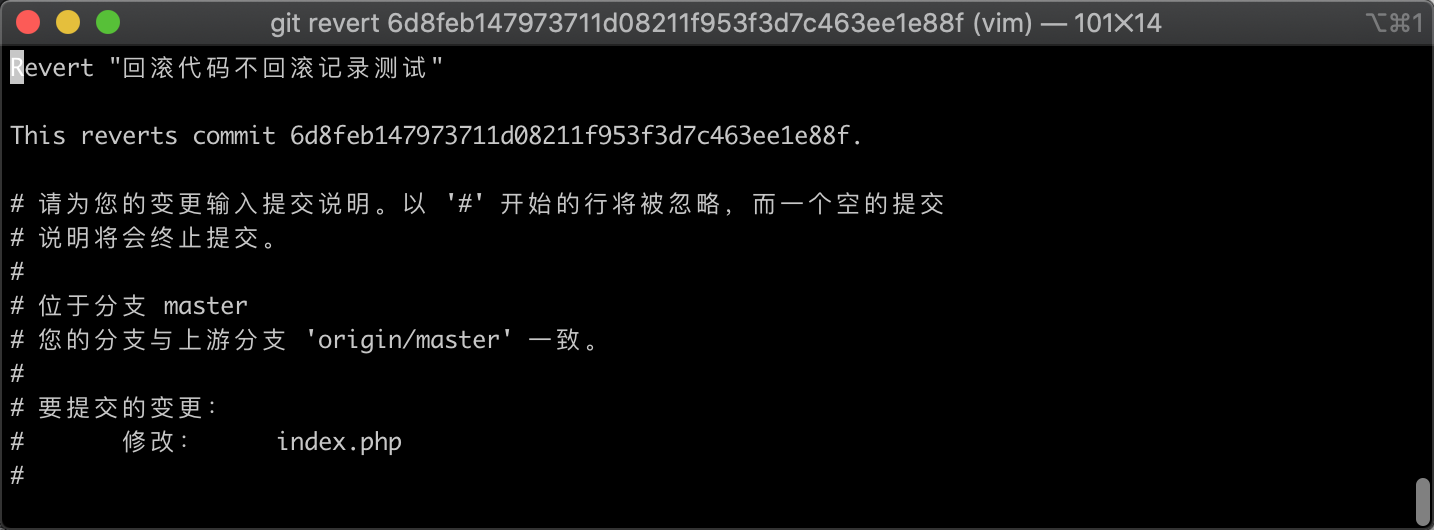 git revert 6d8feb147973711d08211f953f3d7c463ee1e88f (vim) — 101×14 ⌥⌘1
Revert "回滚代码不回滚记录测试"
This reverts commit 6d8feb147973711d08211f953f3d7c463ee1e88f.
# 请为您的变更输入提交说明。以 '#' 开始的行将被忽略，而一个空的提交
# 说明将会终止提交。
#
# 位于分支 master
# 您的分支与上游分支 'origin/master' 一致。
#
# 要提交的变更：
#       修改：     index.php
#